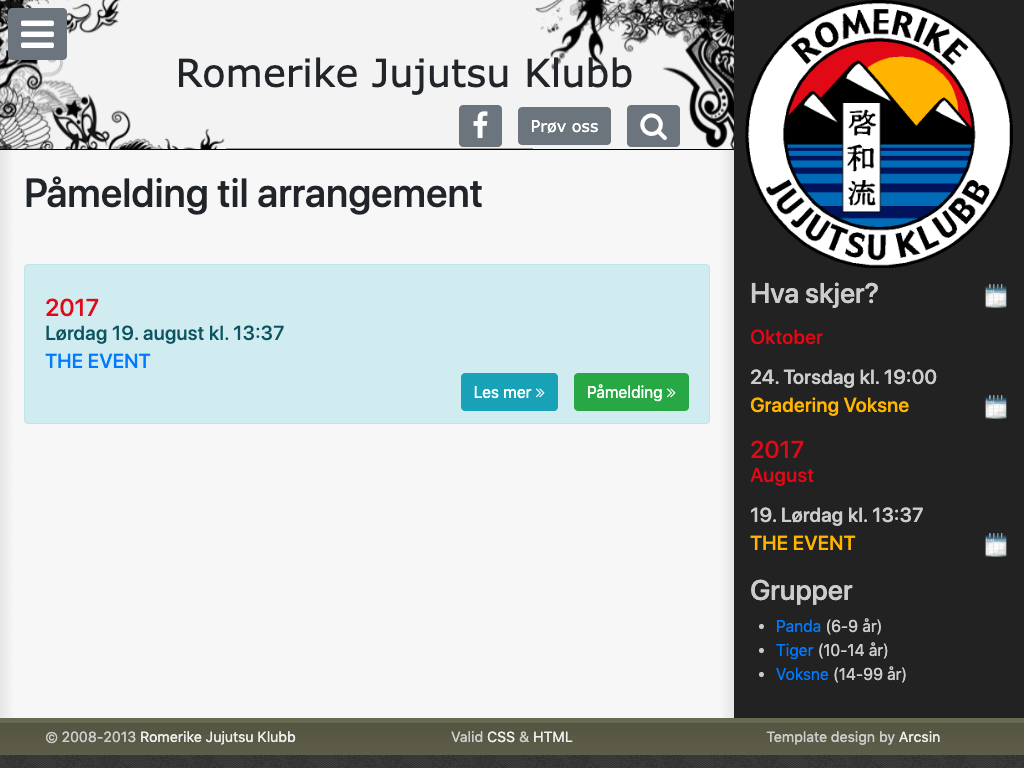 Romerike Jujutsu Klubb
Prøv oss
Påmelding til arrangement
2017
Lørdag 19. august kl. 13:37
THE EVENT
Les mer »
Påmelding »
ROMERIKE
啓和流
JUJUTSU KLUBB
Hva skjer?
Oktober
24. Torsdag kl. 19:00
Gradering Voksne
2017
August
19. Lørdag kl. 13:37
THE EVENT
Grupper
• Panda (6-9 år)
• Tiger (10-14 år)
• Voksne (14-99 år)
© 2008-2013 Romerike Jujutsu Klubb
Valid CSS & HTML
Template design by Arcsin